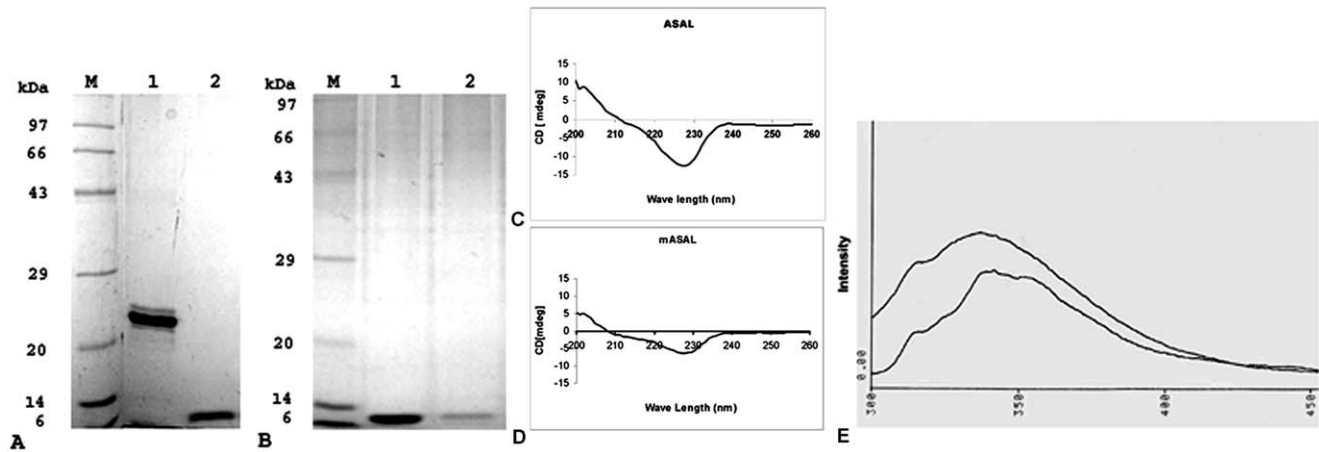 kDa M 1 2
97
66
43
29
20
14
6
A
kDa M 1 2
97
66
43
29
20
14
6
B
ASAL
CD [ mdeg]
15
10
5
0
-5
-10
-15
200 210 220 230 240 250 260
Wave length (nm)
C
mASAL
CD[mdeg]
15
10
5
0
-5
-10
-15
200 210 220 230 240 250 260
Wave Length (nm)
D
Intensity
0.00
300 350 400 450
E